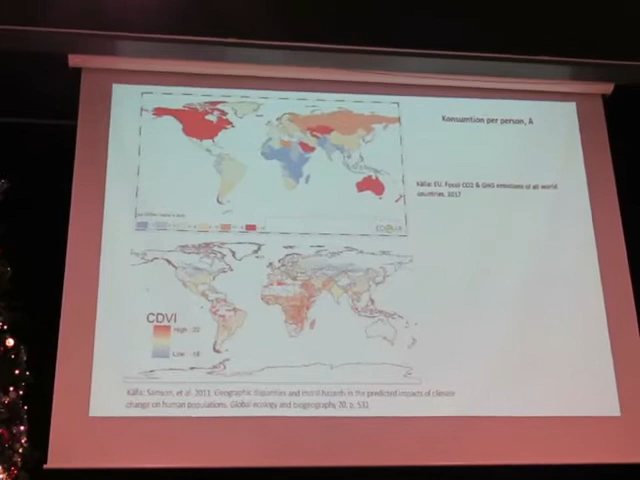 Konsumtion per person, Å
Källa: EU. Fossil CO2 & GHG emissions of all world
countries, 2017
CDVI
High : 20
Low : -18
Källa: Samson, et al. 2011. Geographic disparities and moral hazards in the predicted impacts of climate
change on human populations. Global ecology and biogeography 20, p. 532